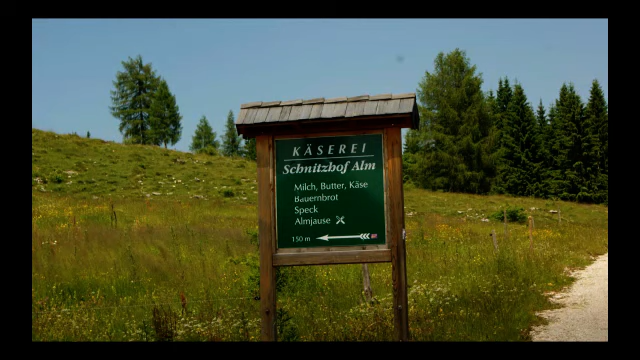 KÄSEREI
Schnitzhof Alm
Milch, Butter, Käse
Bauernbrot
Speck
Almjause
150 m